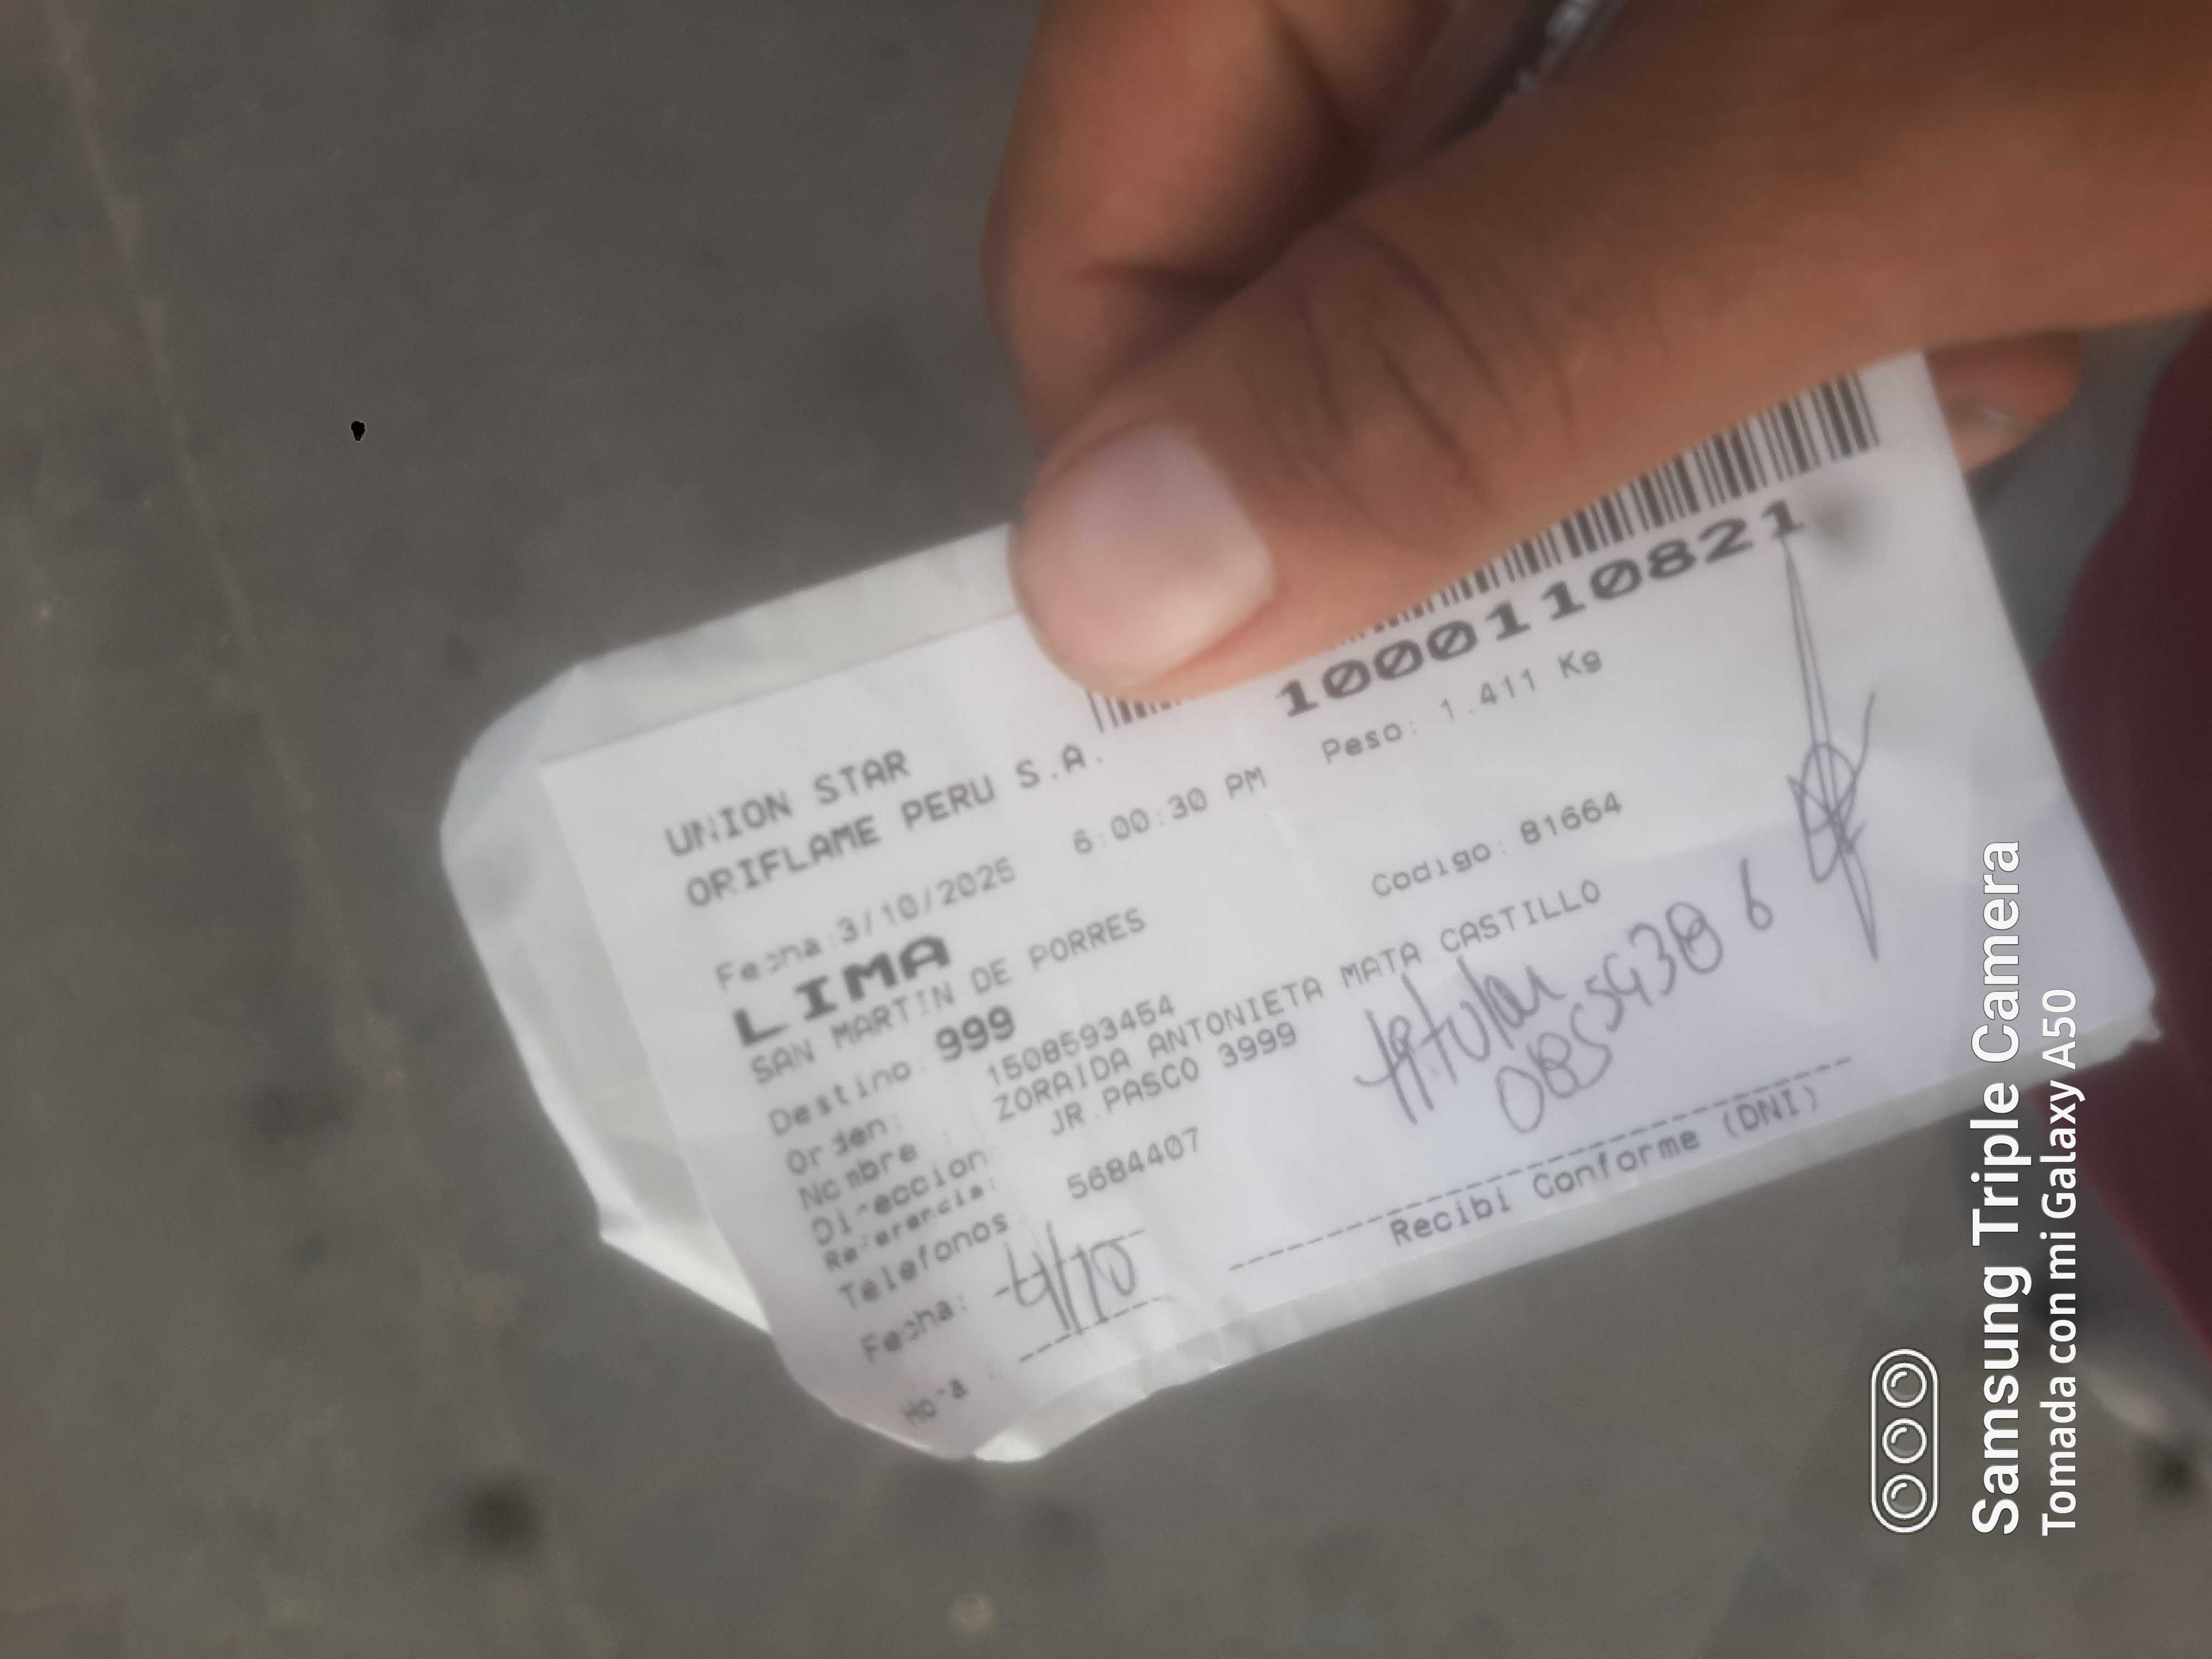 UNION STAR
ORIFLAME PERU S.A.
1000110821
Fecha:3/10/2025 6:00:30 PM Peso: 1.411 Kg
LIMA
SAN MARTIN DE PORRES
Codigo: 81664
Destino: 999
Orden: 1508593454
Nombre : ZORAIDA ANTONIETA MATA CASTILLO
Direccion: JR.PASCO 3999
Referencia:
Telefonos 5684407
titular
Fecha: 4/10
Hora :
Recibi Conforme (DNI)
Samsung Triple Camera
Tomada con mi Galaxy A50